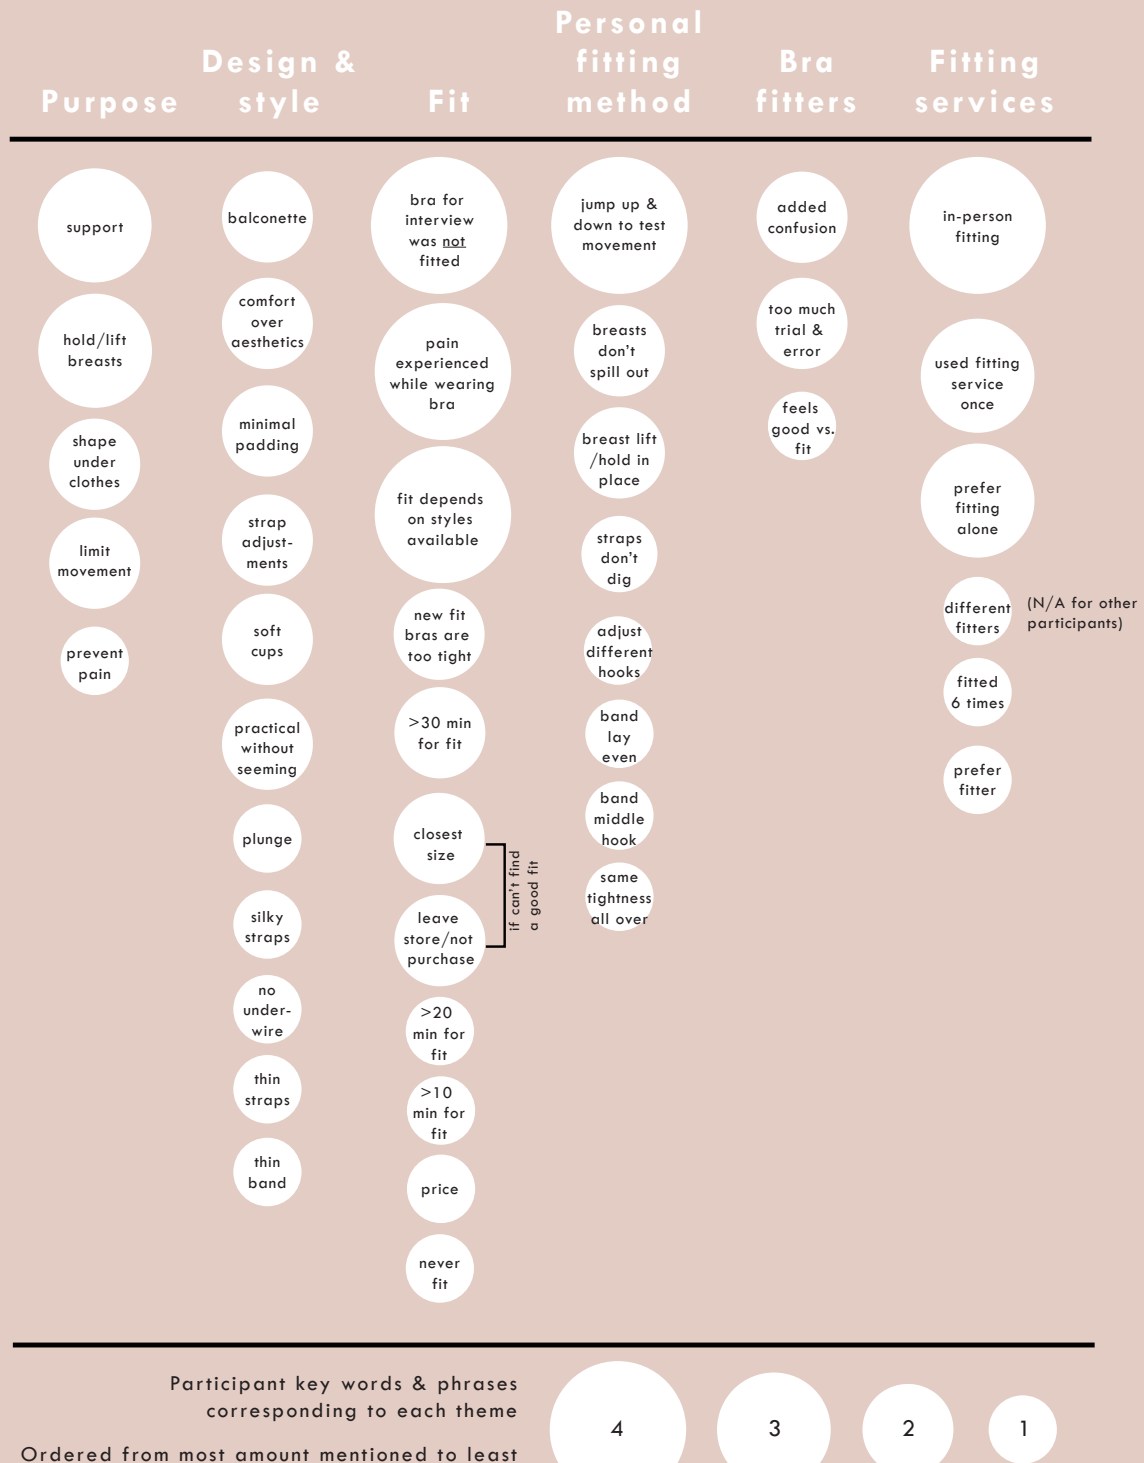 Purpose
Design &
style
Fit
Personal
fitting
method
Bra
fitters
Fitting
services
support
hold/lift
breasts
shape
under
clothes
limit
movement
prevent
pain
balconette
comfort
over
aesthetics
minimal
padding
strap
adjust-
ments
soft
cups
practical
without
seeming
plunge
silky
straps
no
under-
wire
thin
straps
thin
band
bra for
interview
was not
fitted
pain
experienced
while wearing
bra
fit depends
on styles
available
new fit
bras are
too tight
>30 min
for fit
closest
size
leave
store/not
purchase
if can't find
a good fit
>20
min for
fit
>10
min for
fit
price
never
fit
jump up &
down to test
movement
breasts
don't
spill out
breast lift
/hold in
place
straps
don't
dig
adjust
different
hooks
band
lay
even
band
middle
hook
same
tightness
all over
added
confusion
too much
trial &
error
feels
good vs.
fit
in-person
fitting
used fitting
service
once
prefer
fitting
alone
different
fitters
(N/A for other
participants)
fitted
6 times
prefer
fitter
Participant key words & phrases
corresponding to each theme
Ordered from most amount mentioned to least
4
3
2
1